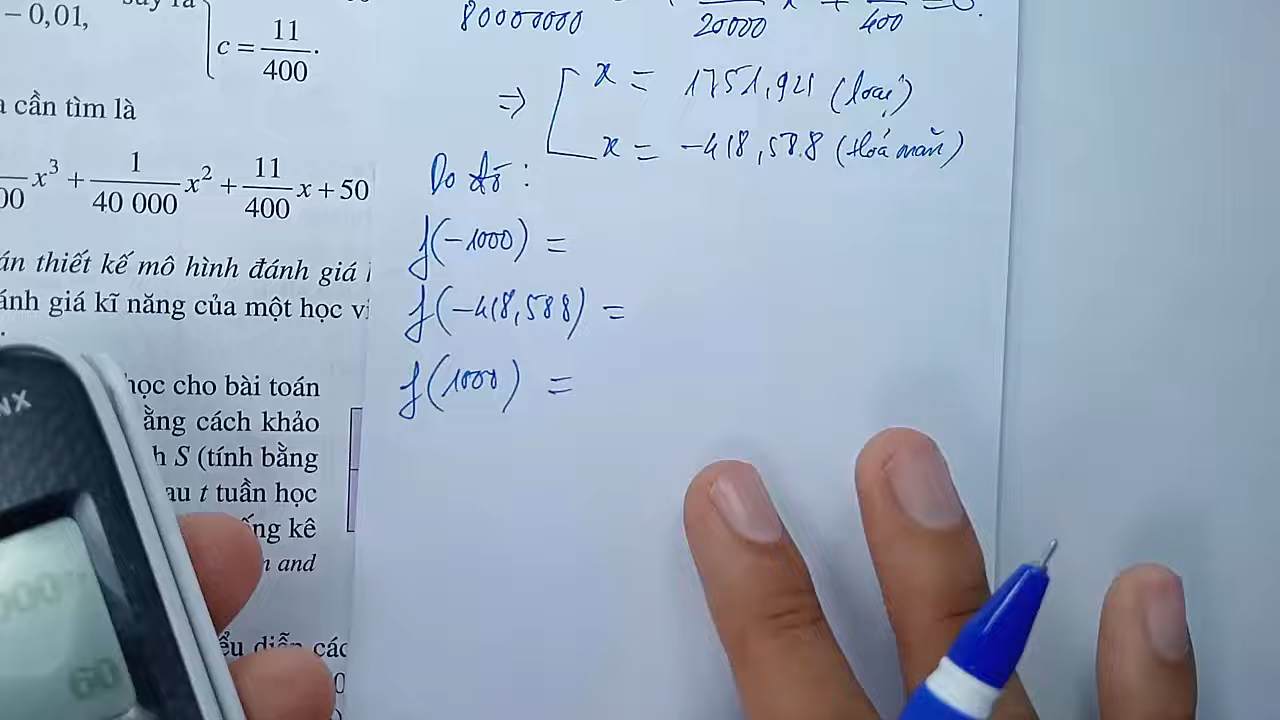 - 0,01,
c = 11/400.
80000000 20000 x + 400 = 0.
⇒ [ x = 1751,921 (loại)
x = -418,588 (thoả mãn)
cần tìm là
x³ + 1/40 000 x² + 11/400 x + 50
Do đó :
f(-1000) =
f(-418,588) =
f(1000) =
án thiết kế mô hình đánh giá
ánh giá kĩ năng của một học
học cho bài toán
ằng cách khảo
h S (tính bằng
au t tuần học
ống kê
and
ểu diễn các